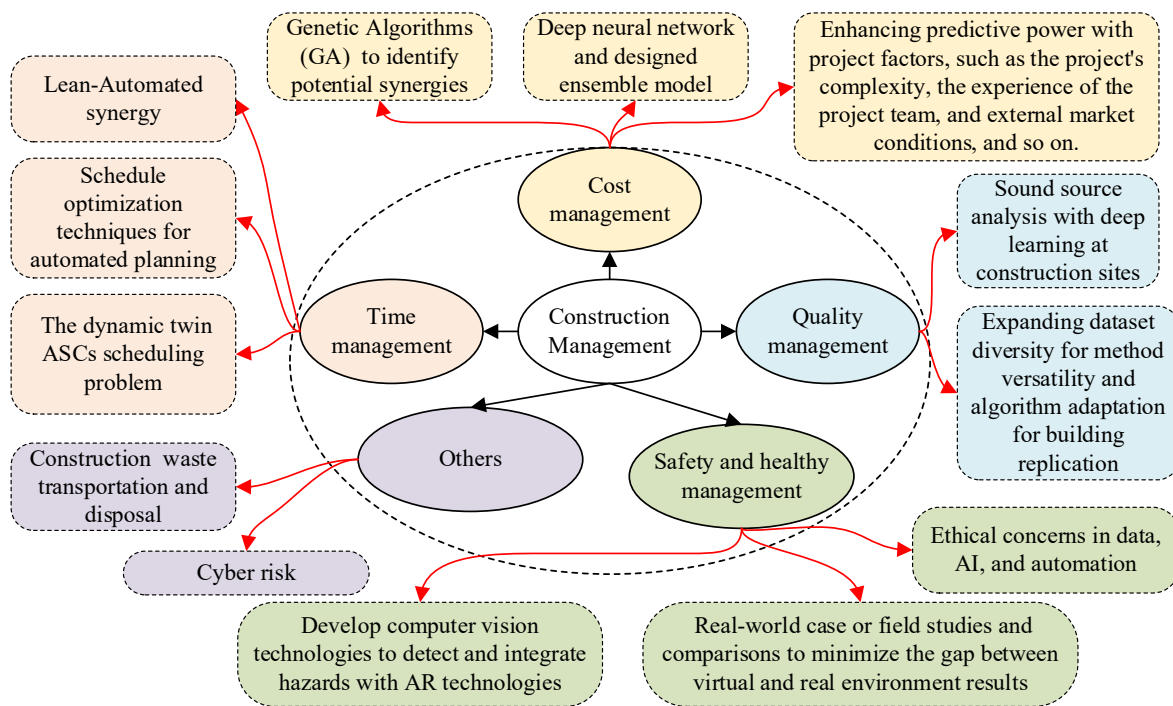 Genetic Algorithms
(GA) to identify
potential synergies
Deep neural network
and designed
ensemble model
Enhancing predictive power with
project factors, such as the project's
complexity, the experience of the
project team, and external market
conditions, and so on.
Lean-Automated
synergy
Schedule
optimization
techniques for
automated planning
The dynamic twin
ASCs scheduling
problem
Cost
management
Time
management
Construction
Management
Quality
management
Sound source
analysis with deep
learning at
construction sites
Expanding dataset
diversity for method
versatility and
algorithm adaptation
for building
replication
Others
Safety and healthy
management
Construction waste
transportation and
disposal
Cyber risk
Ethical concerns in data,
AI, and automation
Develop computer vision
technologies to detect and integrate
hazards with AR technologies
Real-world case or field studies and
comparisons to minimize the gap between
virtual and real environment results